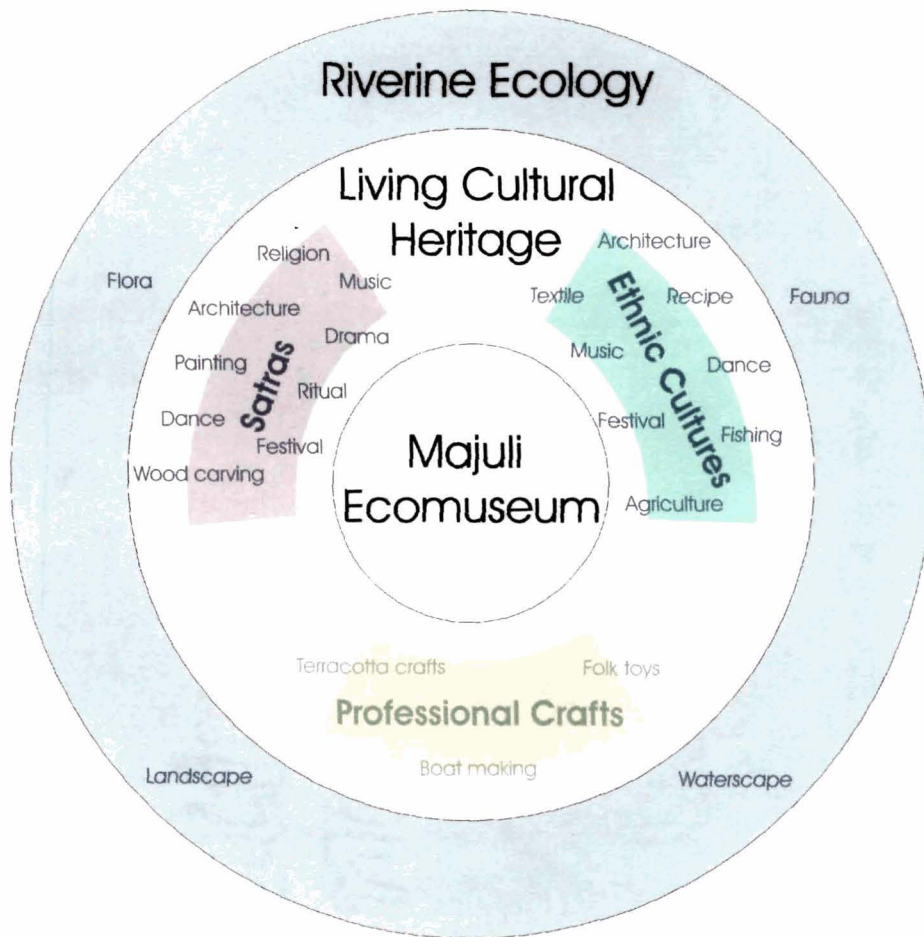 Riverine Ecology
Living Cultural
Heritage
Flora
Fauna
Religion
Music
Architecture
Drama
Painting
Satras
Ritual
Dance
Festival
Wood carving
Architecture
Textile
Recipe
Ethnic Cultures
Music
Dance
Festival
Fishing
Agriculture
Majuli
Ecomuseum
Terracotta crafts
Folk toys
Professional Crafts
Boat making
Landscape
Waterscape